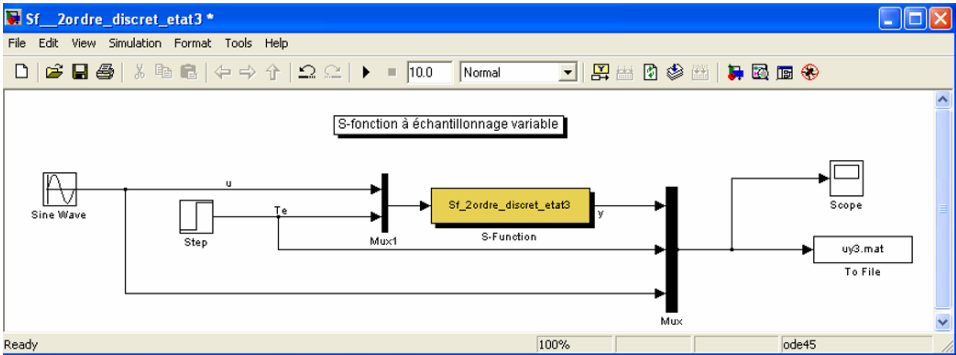 Sf__2ordre_discret_etat3 *
File Edit View Simulation Format Tools Help
10.0 Normal
S-fonction à échantillonnage variable
u
Sine Wave
Te
Step
Mux1
Sf_2ordre_discret_etat3
S-Function
y
Mux
Scope
uy3.mat
To File
Ready 100% ode45